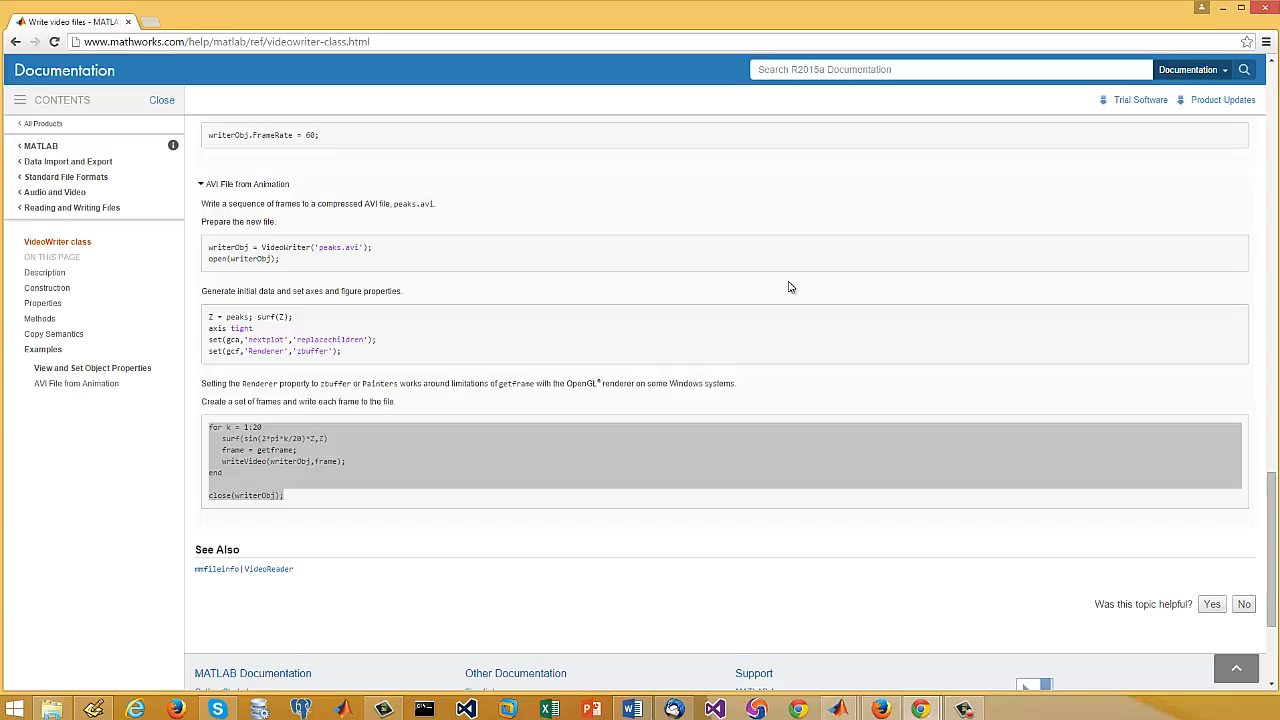 Write video files - MATLA
www.mathworks.com/help/matlab/ref/videowriter-class.html
Documentation
Search R2015a Documentation
Documentation
CONTENTS
Close
Trial Software
Product Updates
All Products
MATLAB
Data Import and Export
Standard File Formats
Audio and Video
Reading and Writing Files
VideoWriter class
ON THIS PAGE
Description
Construction
Properties
Methods
Copy Semantics
Examples
View and Set Object Properties
AVI File from Animation
writerObj.FrameRate = 60;
AVI File from Animation
Write a sequence of frames to a compressed AVI file, peaks.avi.
Prepare the new file.
writerObj = VideoWriter('peaks.avi');
open(writerObj);
Generate initial data and set axes and figure properties.
Z = peaks; surf(Z);
axis tight
set(gca,'nextplot','replacechildren');
set(gcf,'Renderer','zbuffer');
Setting the Renderer property to zbuffer or Painters works around limitations of getframe with the OpenGL® renderer on some Windows systems.
Create a set of frames and write each frame to the file.
for k = 1:20
surf(sin(2*pi*k/20)*Z,Z)
frame = getframe;
writeVideo(writerObj,frame);
end
close(writerObj);
See Also
mmfileinfo|VideoReader
Was this topic helpful?
Yes
No
MATLAB Documentation
Other Documentation
Support